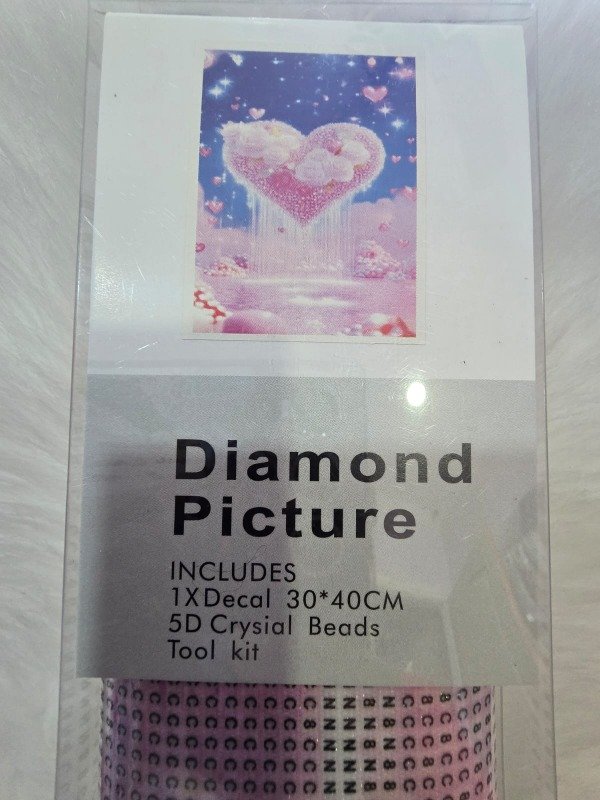 Diamond
Picture
INCLUDES
1XDecal 30*40CM
5D Crysial Beads
Tool kit